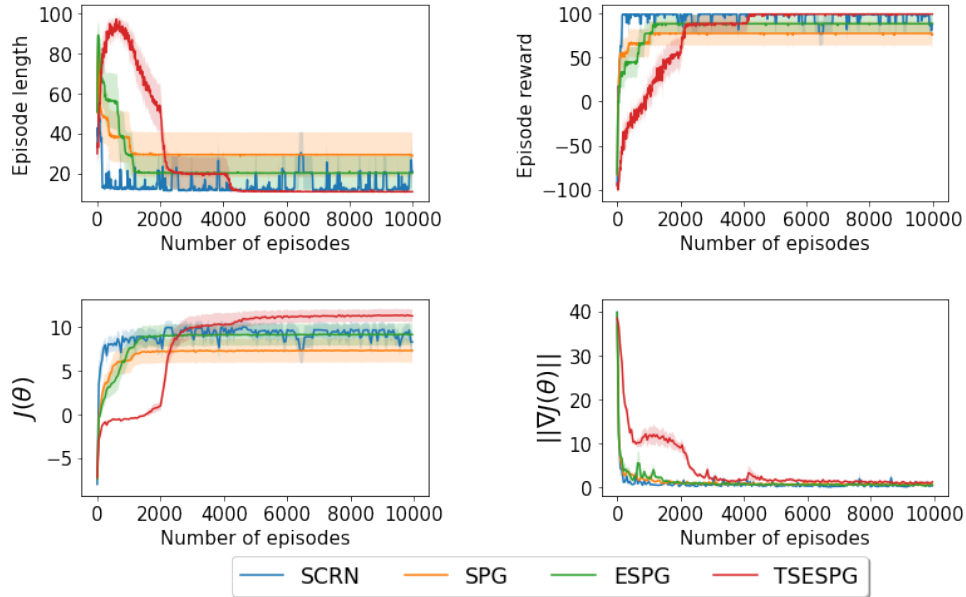 Episode length
100
80
60
40
20
0 2000 4000 6000 8000 10000
Number of episodes
Episode reward
100
50
0
−50
−100
0 2000 4000 6000 8000 10000
Number of episodes
J(θ)
10
5
0
−5
0 2000 4000 6000 8000 10000
Number of episodes
||∇J(θ)||
40
30
20
10
0
0 2000 4000 6000 8000 10000
Number of episodes
SCRN SPG ESPG TSESPG